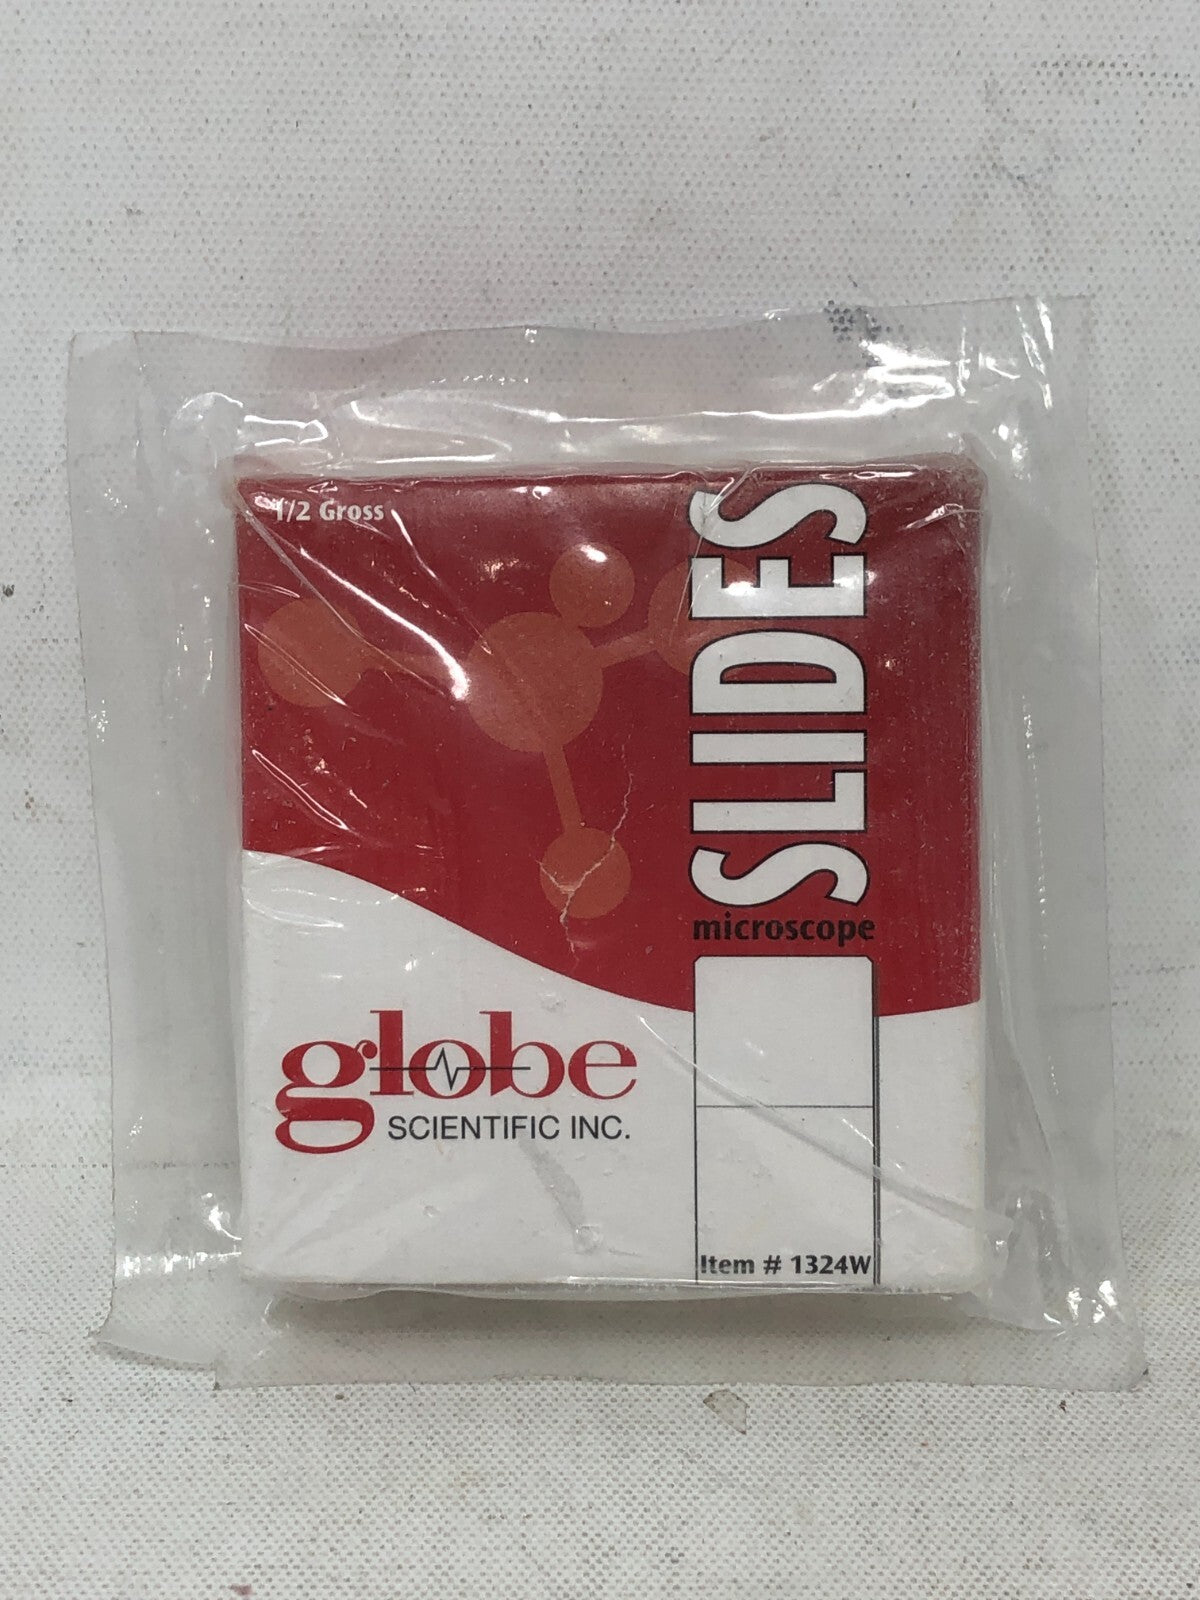 1/2 Gross
SLIDES
microscope
globe
SCIENTIFIC INC.
Item # 1324W